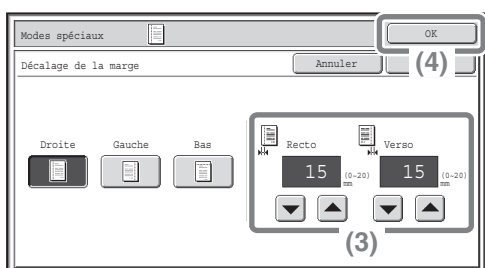 Modes spéciaux
OK
Décalage de la marge
Annuler
(4)
Droite
Gauche
Bas
Recto
Verso
15
(0~20)
mm
15
(0~20)
mm
(3)